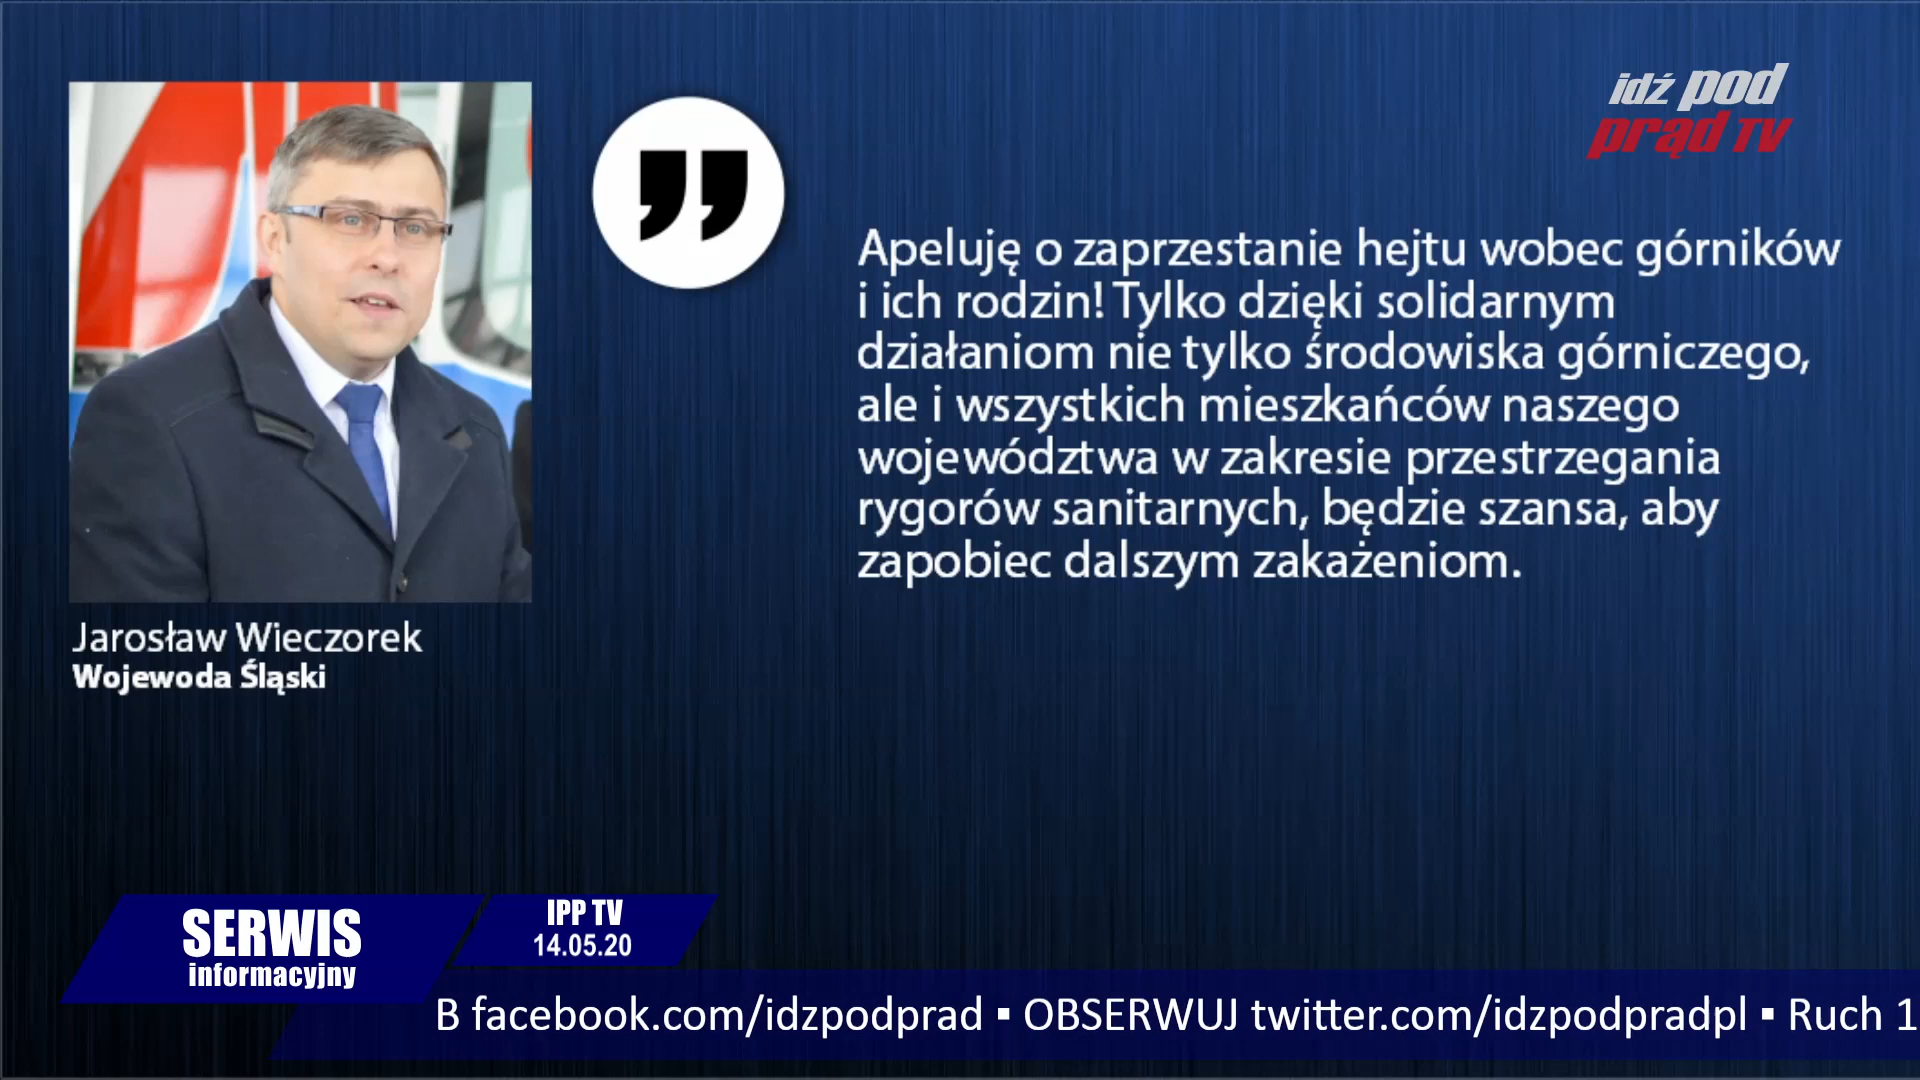 idź pod
prąd TV
Apeluję o zaprzestanie hejtu wobec górników
i ich rodzin! Tylko dzięki solidarnym
działaniom nie tylko środowiska górniczego,
ale i wszystkich mieszkańców naszego
województwa w zakresie przestrzegania
rygorów sanitarnych, będzie szansa, aby
zapobiec dalszym zakażeniom.
Jarosław Wieczorek
Wojewoda Śląski
SERWIS
informacyjny
IPP TV
14.05.20
B facebook.com/idzpodprad ▪ OBSERWUJ twitter.com/idzpodpradpl ▪ Ruch 1